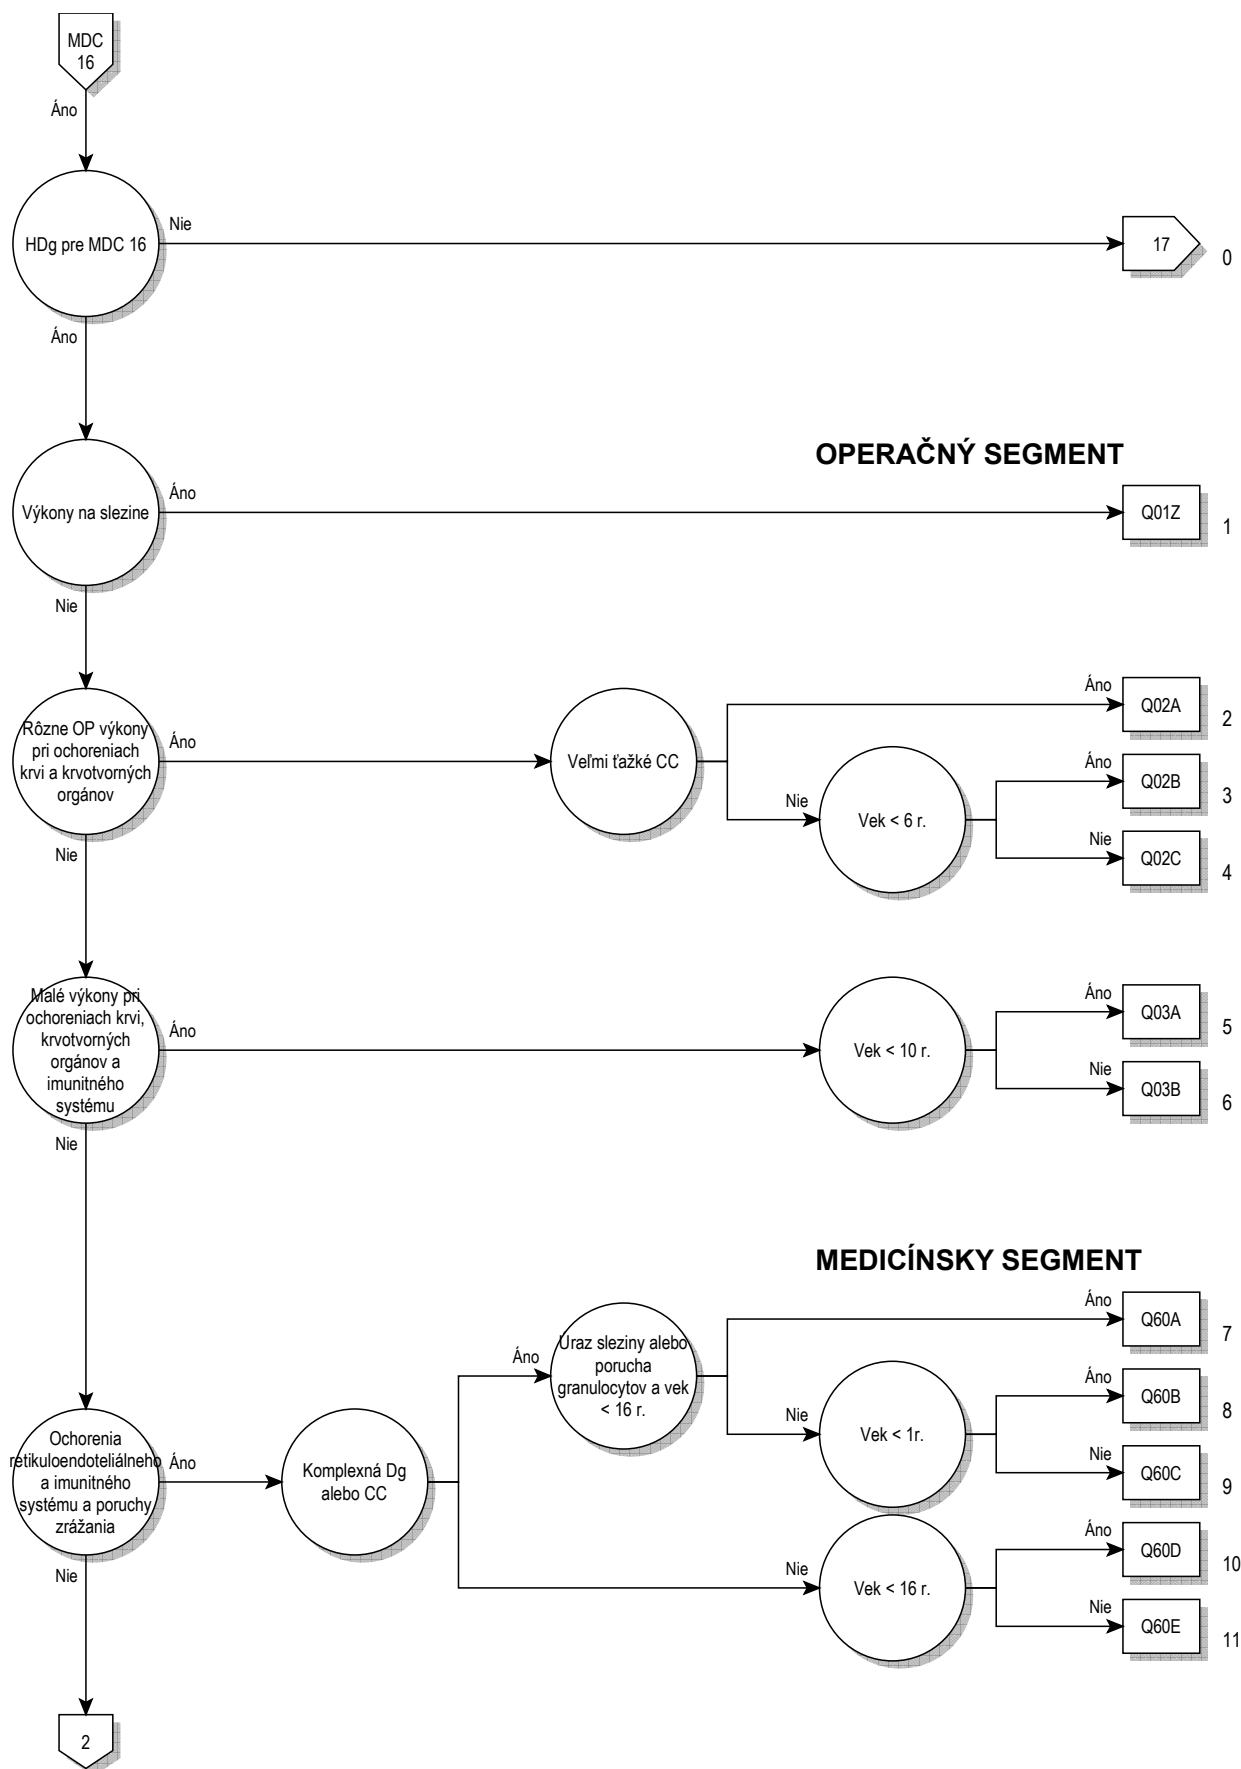 MDC
16
Áno
HDg pre MDC 16
Nie
17
0
Áno
OPERAČNÝ SEGMENT
Výkony na slezine
Áno
Q01Z
1
Nie
Rôzne OP výkony
pri ochoreniach
krvi a krvotvorných
orgánov
Áno
Veľmi ťažké CC
Áno
Q02A
2
Nie
Vek < 6 r.
Áno
Q02B
3
Nie
Q02C
4
Nie
Malé výkony pri
ochoreniach krvi,
krvotvorných
orgánov a
imunitného
systému
Áno
Vek < 10 r.
Áno
Q03A
5
Nie
Q03B
6
Nie
MEDICÍNSKY SEGMENT
Ochorenia
retikuloendoteliálneho
a imunitného
systému a poruchy
zrážania
Áno
Komplexná Dg
alebo CC
Áno
Uraz sleziny alebo
porucha
granulocytov a vek
< 16 r.
Áno
Q60A
7
Nie
Vek < 1r.
Áno
Q60B
8
Nie
Q60C
9
Nie
Vek < 16 r.
Áno
Q60D
10
Nie
Q60E
11
Nie
2